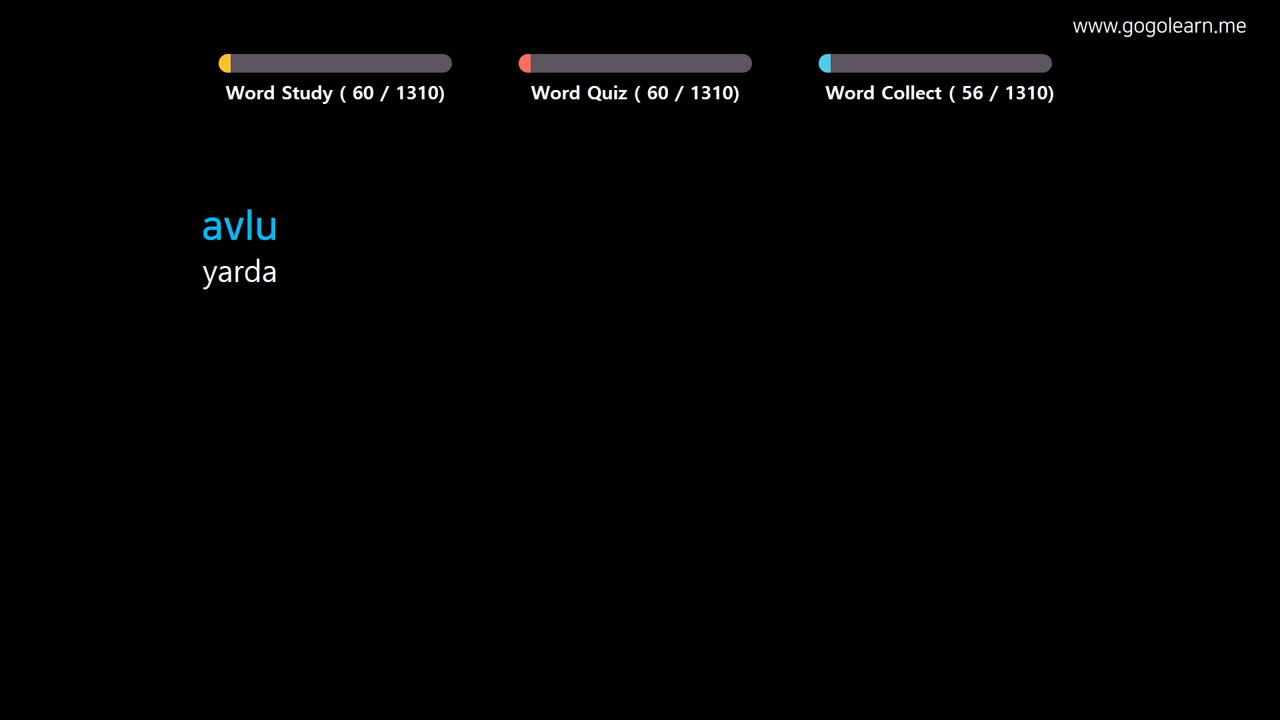 www.gogolearn.me
Word Study ( 60 / 1310)
Word Quiz ( 60 / 1310)
Word Collect ( 56 / 1310)
avlu
yarda